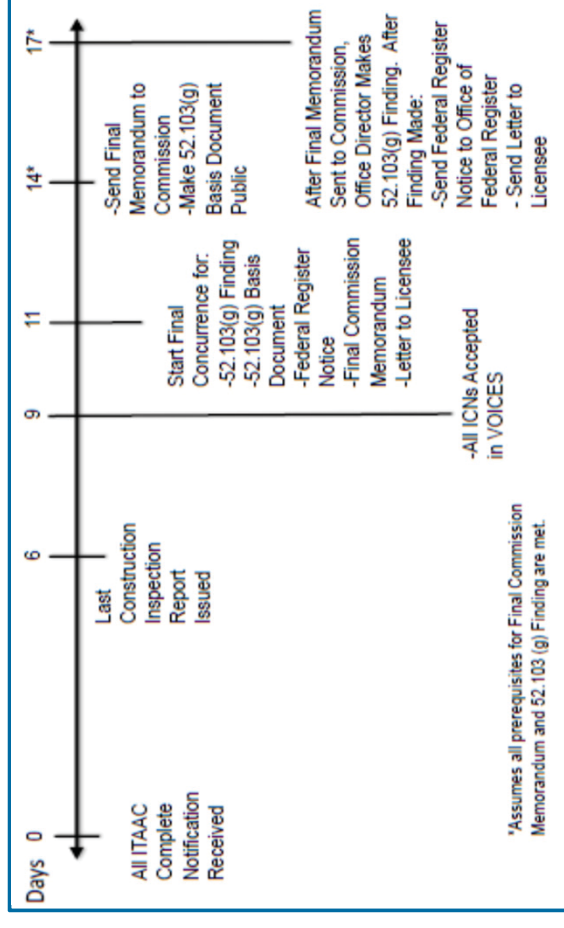 Days 0 6 9 11 14* 17*
All ITAAC
Complete
Notification
Received
Last
Construction
Inspection
Report
Issued
-All ICNs Accepted
in VOICES
Start Final
Concurrence for:
-52.103(g) Finding
-52.103(g) Basis
Document
-Federal Register
Notice
-Final Commission
Memorandum
-Letter to Licensee
-Send Final
Memorandum to
Commission
-Make 52.103(g)
Basis Document
Public
After Final Memorandum
Sent to Commission,
Office Director Makes
52.103(g) Finding. After
Finding Made:
-Send Federal Register
Notice to Office of
Federal Register
- Send Letter to
Licensee
*Assumes all prerequisites for Final Commission
Memorandum and 52.103 (g) Finding are met.